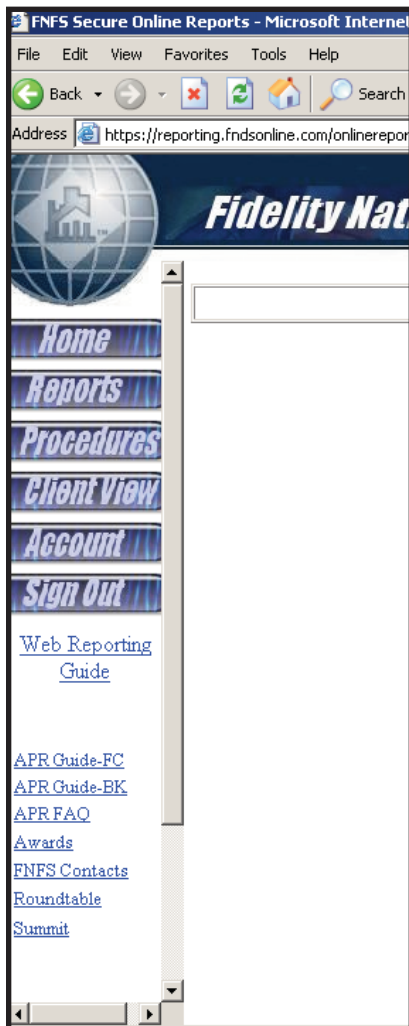 FNFS Secure Online Reports - Microsoft Internet
File Edit View Favorites Tools Help
Back Search
Address https://reporting.fndsonline.com/onlinerepor
Fidelity Nat
Home
Reports
Procedures
Client View
Account
Sign Out
Web Reporting
Guide
APR Guide-FC
APR Guide-BK
APR FAQ
Awards
FNFS Contacts
Roundtable
Summit